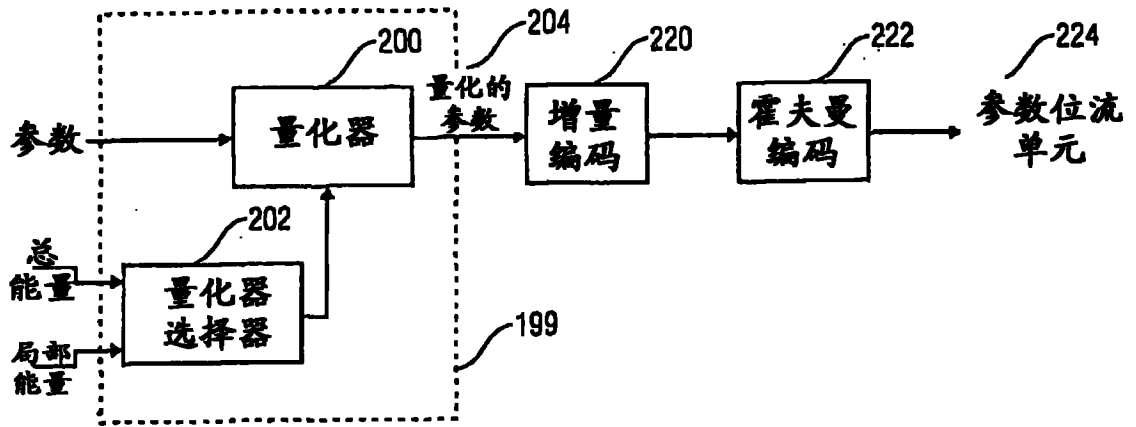 200
204
220
222
224
参数
量化器
量化的
参数
增量
编码
霍夫曼
编码
参数位流
单元
202
总
能量
量化器
选择器
局部
能量
199